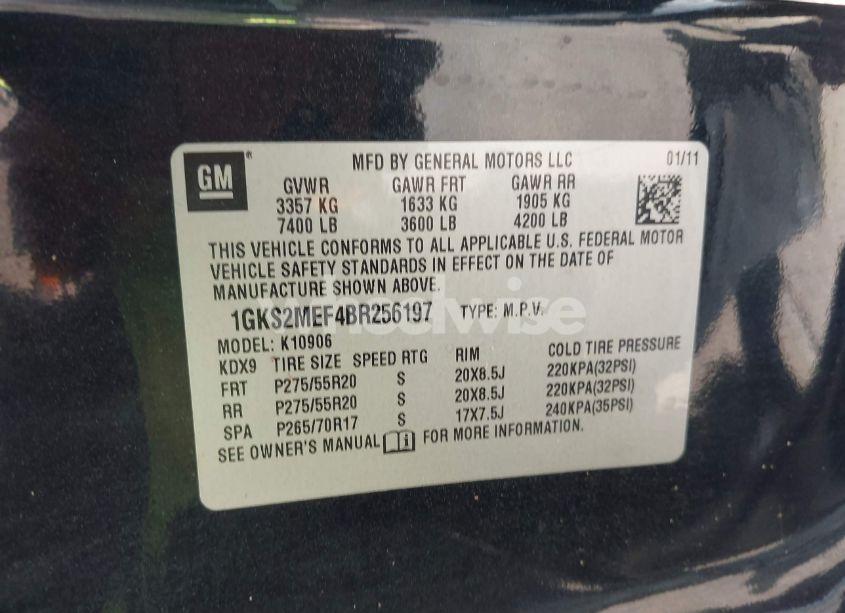 GM
MFD BY GENERAL MOTORS LLC 01/11
GVWR GAWR FRT GAWR RR
3357 KG 1633 KG 1905 KG
7400 LB 3600 LB 4200 LB
THIS VEHICLE CONFORMS TO ALL APPLICABLE U.S. FEDERAL MOTOR
VEHICLE SAFETY STANDARDS IN EFFECT ON THE DATE OF
MANUFACTURE SHOWN ABOVE.
1GKS2MEF4BR256197 TYPE: M.P.V.
MODEL: K10906
KDX9 TIRE SIZE SPEED RTG RIM COLD TIRE PRESSURE
FRT P275/55R20 S 20X8.5J 220KPA(32PSI)
RR P275/55R20 S 20X8.5J 220KPA(32PSI)
SPA P265/70R17 S 17X7.5J 240KPA(35PSI)
SEE OWNER'S MANUAL FOR MORE INFORMATION.